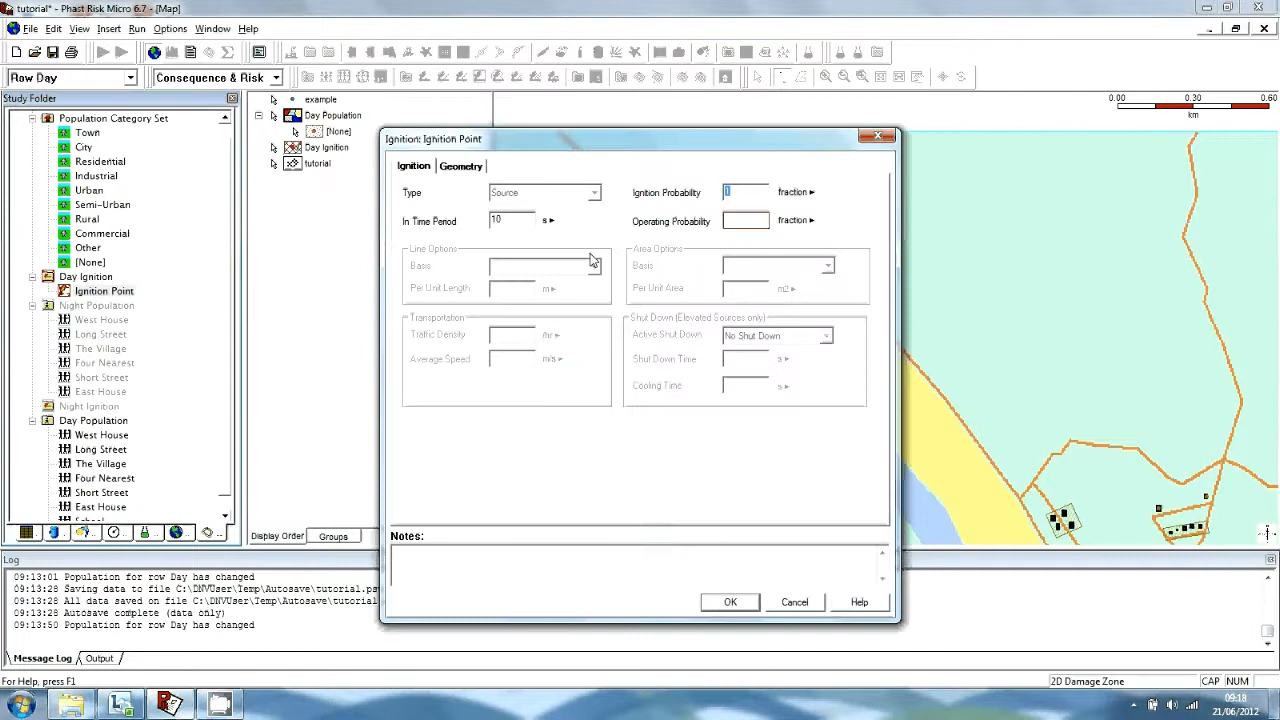 tutorial* - Phast Risk Micro 6.7 - [Map]
File Edit View Insert Run Options Window Help
Row Day Consequence & Risk
Study Folder
Population Category Set
Town
City
Residential
Industrial
Urban
Semi-Urban
Rural
Commercial
Other
[None]
Day Ignition
Ignition Point
Night Population
West House
Long Street
The Village
Four Nearest
Short Street
East House
Night Ignition
Day Population
West House
Long Street
The Village
Four Nearest
Short Street
East House
example
Day Population
[None]
Day Ignition
tutorial
Display Order Groups
0.00 0.30 0.60
km
Ignition: Ignition Point
Ignition Geometry
Type Source Ignition Probability 1 fraction
In Time Period 10 s Operating Probability fraction
Line Options Area Options
Basis Basis
Per Unit Length m Per Unit Area m2
Transportation Shut Down (Elevated Sources only)
Traffic Density /hr Active Shut Down No Shut Down
Average Speed m/s Shut Down Time s
Cooling Time s
Notes:
OK Cancel Help
Log
09:13:01 Population for row Day has changed
09:13:28 Saving data to file C:\DNVUser\Temp\Autosave\tutorial.ps
09:13:28 All data saved on file C:\DNVUser\Temp\Autosave\tutorial
09:13:28 Autosave complete (data only)
09:13:50 Population for row Day has changed
Message Log Output
For Help, press F1 2D Damage Zone CAP NUM
09:18
21/06/2012